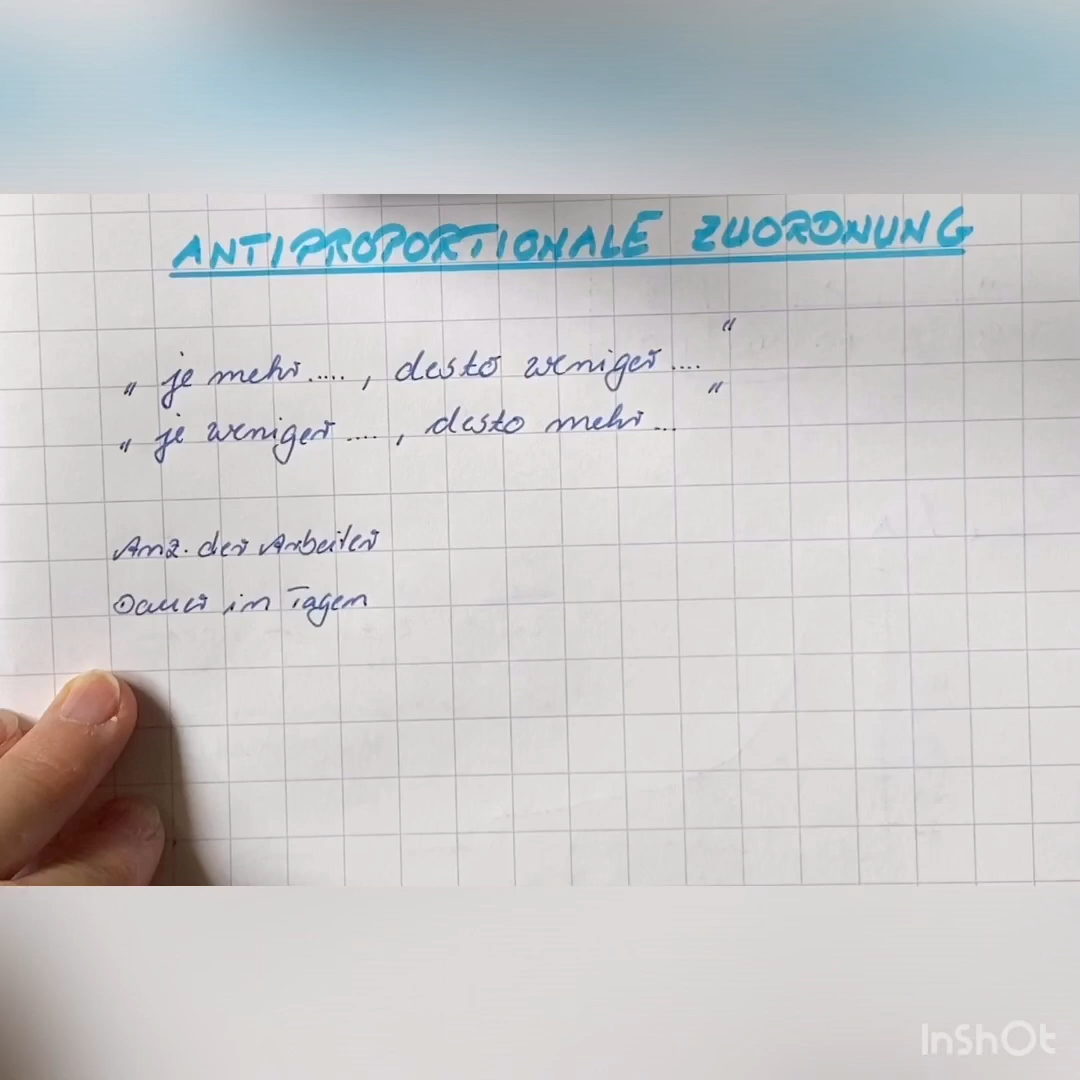 ANTIPROPORTIONALE ZUORDNUNG
„ je mehr....., desto weniger...."
„ je weniger...., desto mehr..."
Anz. der Arbeiter
Dauer in Tagen
InShOt